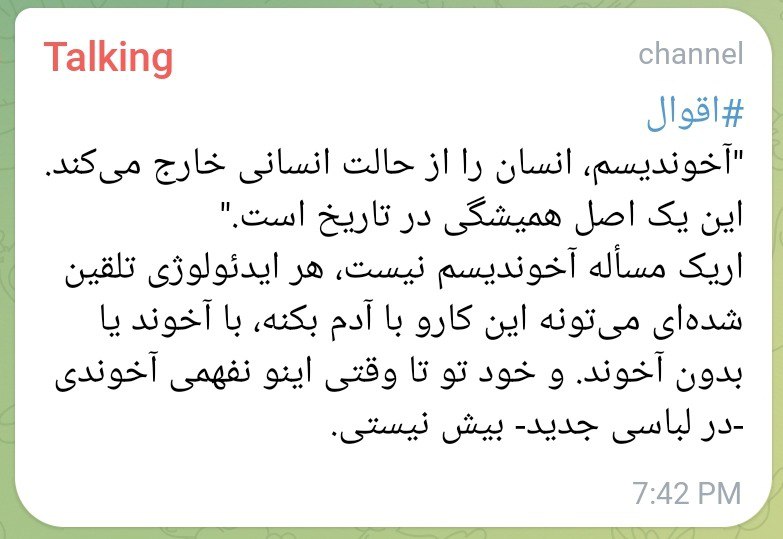 Talking
channel
#اقوال
"آخوندیسم، انسان را از حالت انسانی خارج می‌کند.
این یک اصل همیشگی در تاریخ است."
اریک مسأله آخوندیسم نیست، هر ایدئولوژی تلقین
شده‌ای می‌تونه این کارو با آدم بکنه، با آخوند یا
بدون آخوند. و خود تو تا وقتی اینو نفهمی آخوندی
-در لباسی جدید- بیش نیستی.
7:42 PM